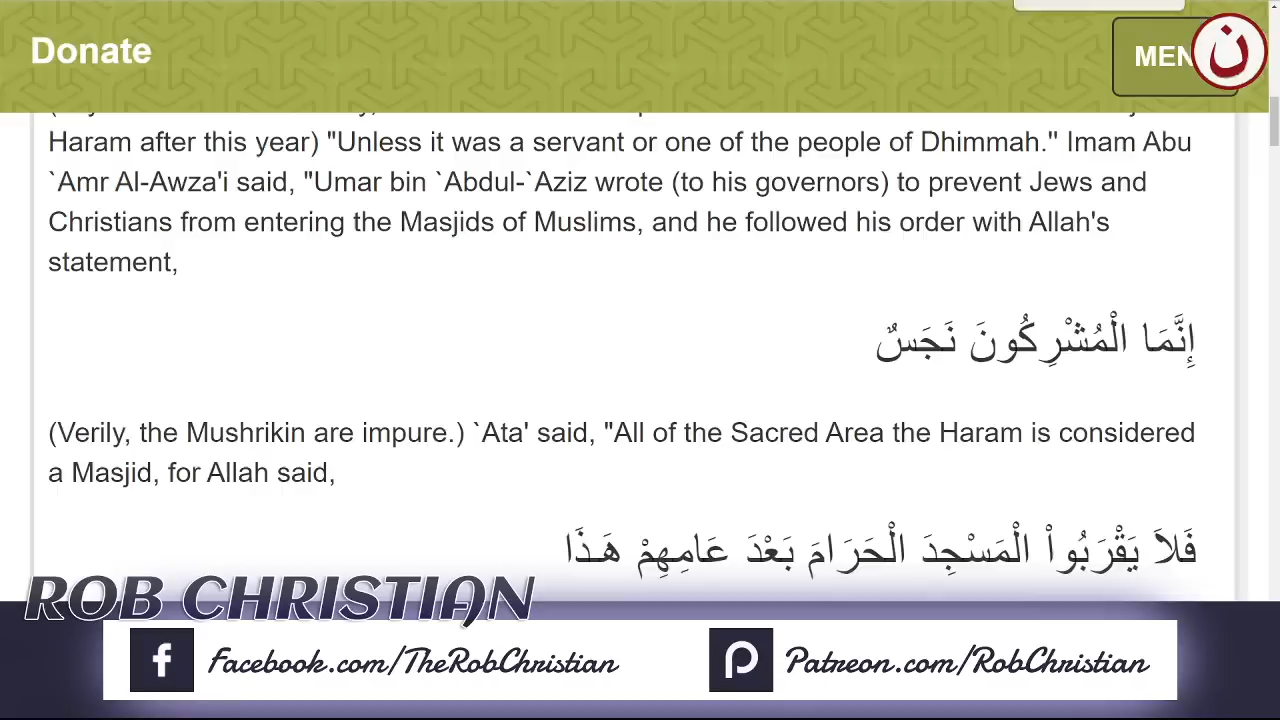 Donate
MEN
ن
Haram after this year) "Unless it was a servant or one of the people of Dhimmah." Imam Abu
`Amr Al-Awza'i said, "Umar bin `Abdul-`Aziz wrote (to his governors) to prevent Jews and
Christians from entering the Masjids of Muslims, and he followed his order with Allah's
statement,
إِنَّمَا الْمُشْرِكُونَ نَجَسٌ
(Verily, the Mushrikin are impure.) `Ata' said, "All of the Sacred Area the Haram is considered
a Masjid, for Allah said,
فَلاَ يَقْرَبُواْ الْمَسْجِدَ الْحَرَامَ بَعْدَ عَامِهِمْ هَـذَا
ROB CHRISTIAN
Facebook.com/TheRobChristian
Patreon.com/RobChristian